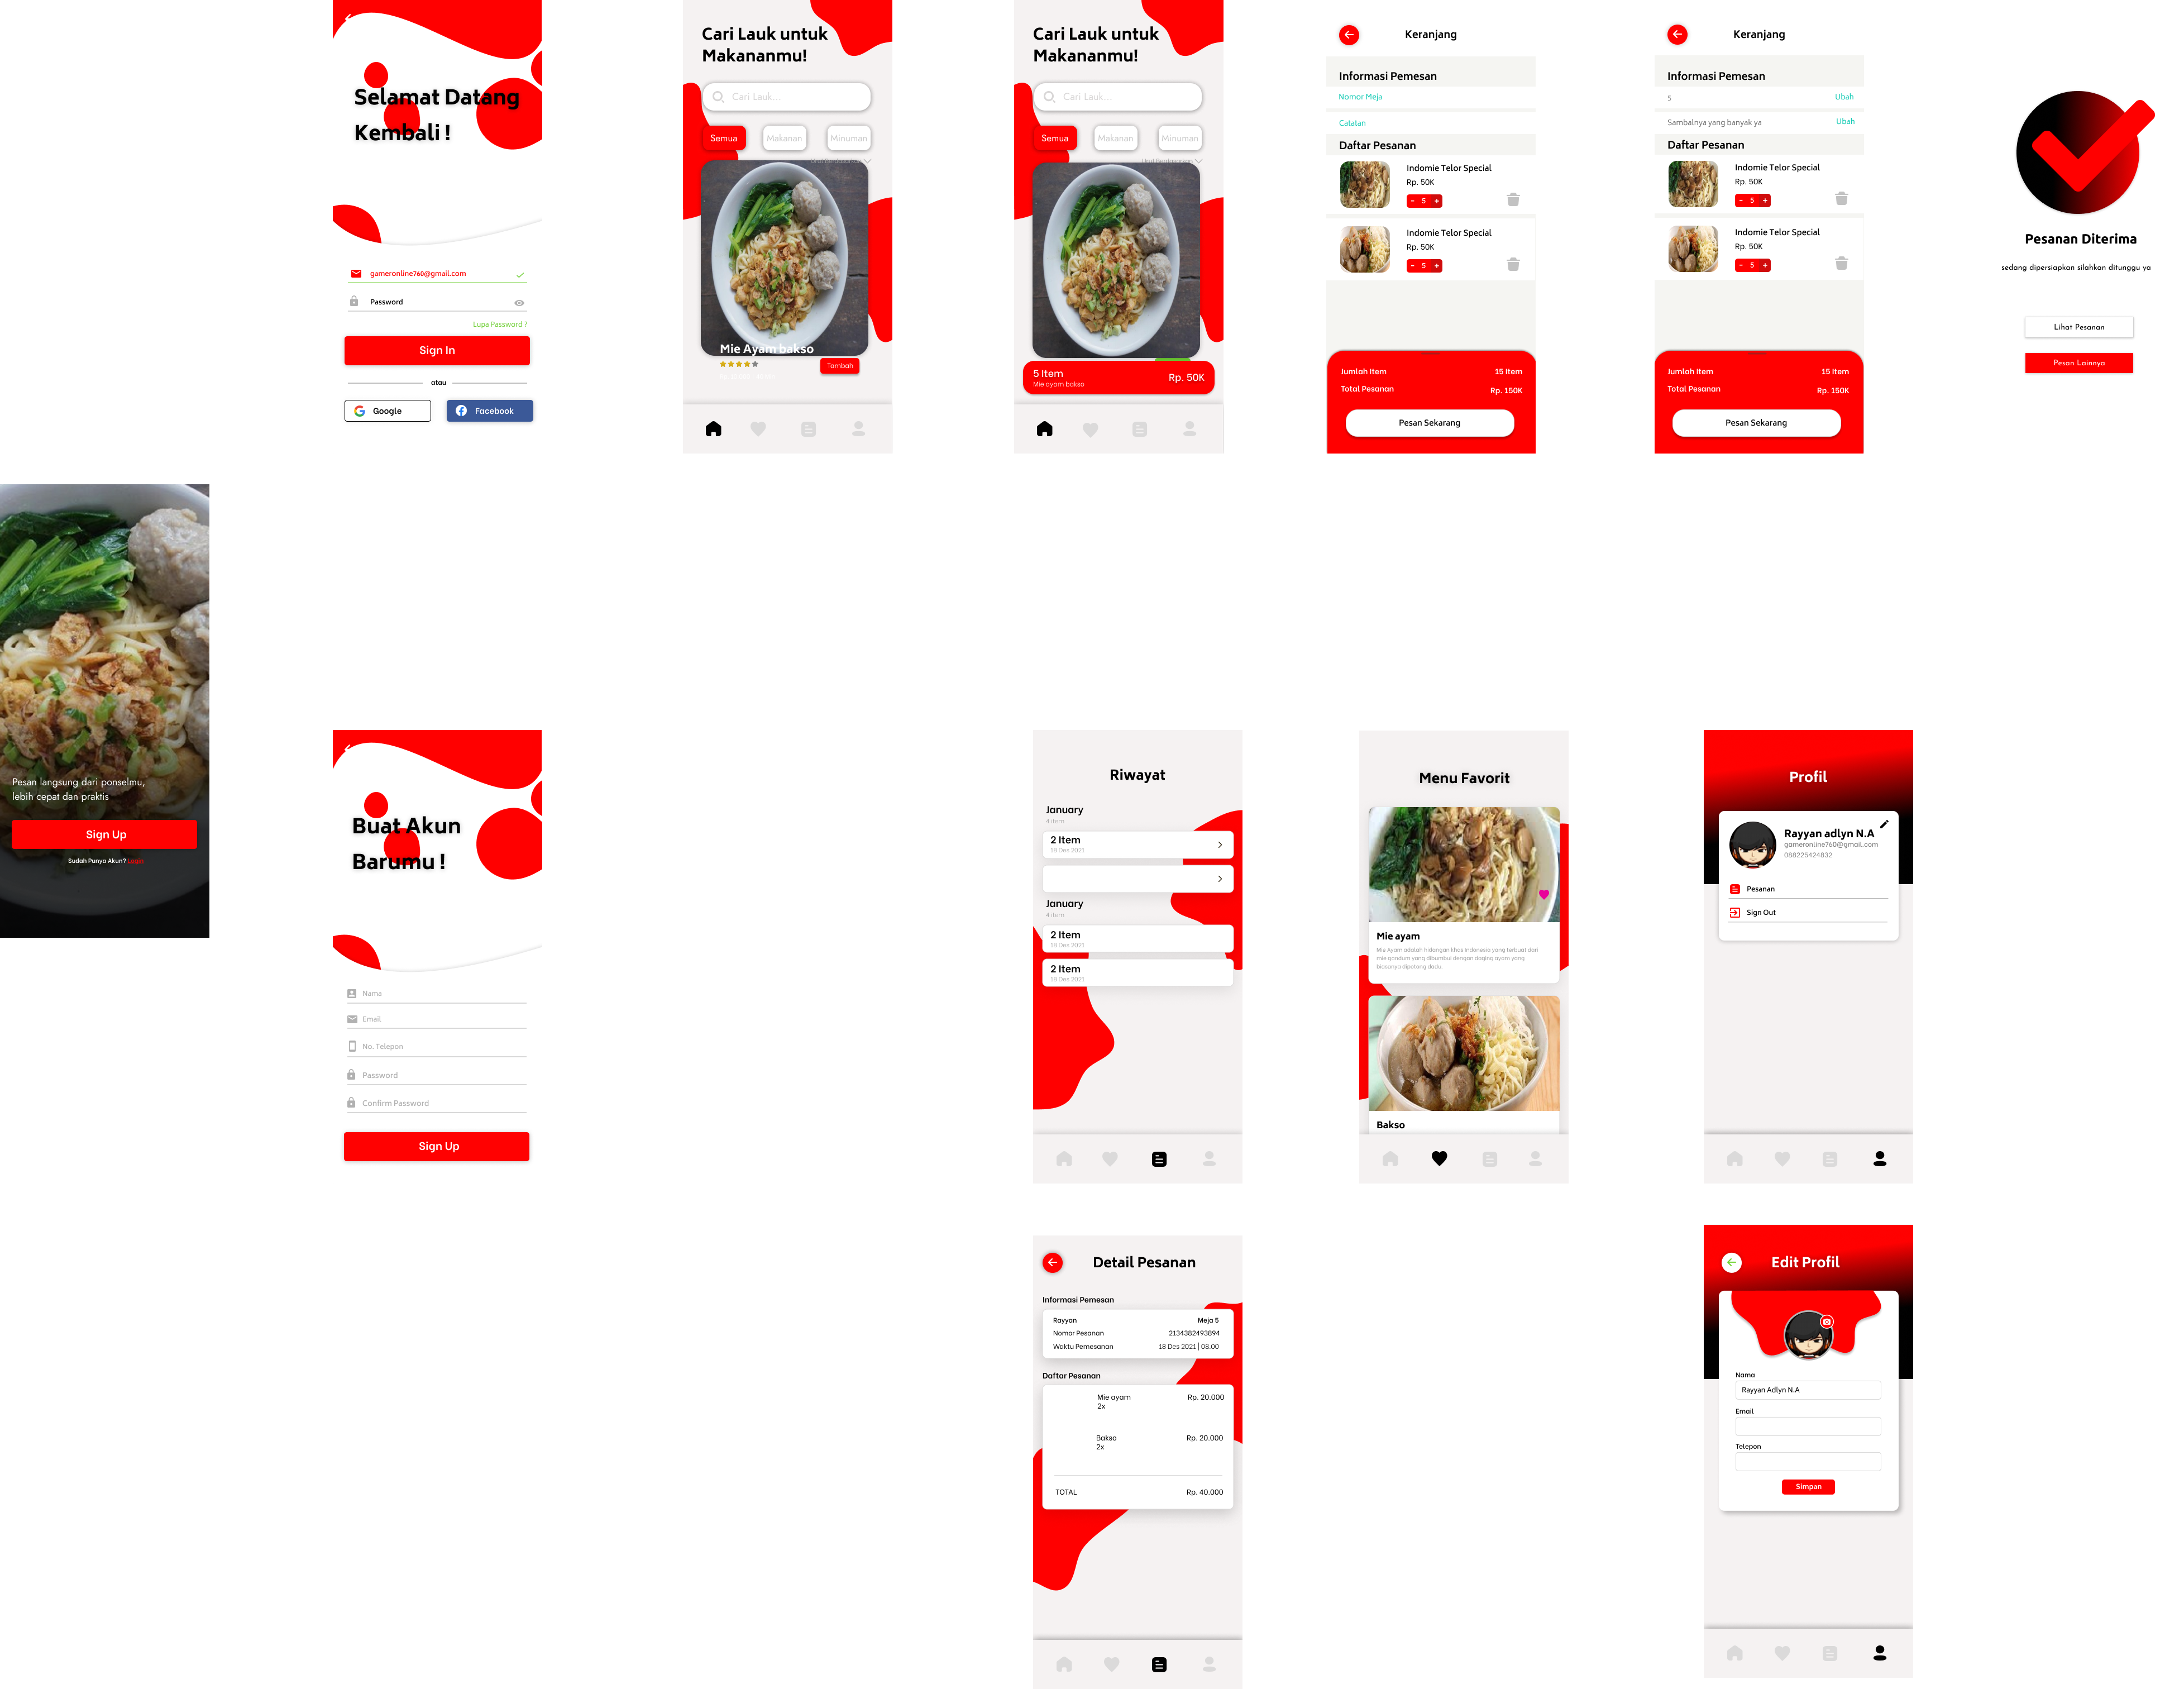 Selamat Datang
Kembali !
gameronline760@gmail.com
Password
Lupa Password ?
Sign In
atau
Google
Facebook
Cari Lauk untuk
Makananmu!
Cari Lauk...
Semua
Makanan
Minuman
Mie Ayam bakso
Tambah
Cari Lauk untuk
Makananmu!
Cari Lauk...
Semua
Makanan
Minuman
5 Item
Mie ayam bakso
Rp. 50K
Keranjang
Informasi Pemesan
Nomor Meja
Catatan
Daftar Pesanan
Indomie Telor Special
Rp. 50K
- 5 +
Indomie Telor Special
Rp. 50K
- 5 +
Jumlah Item
15 Item
Total Pesanan
Rp. 150K
Pesan Sekarang
Keranjang
Informasi Pemesan
5
Ubah
Sambalnya yang banyak ya
Ubah
Daftar Pesanan
Indomie Telor Special
Rp. 50K
- 5 +
Indomie Telor Special
Rp. 50K
- 5 +
Jumlah Item
15 Item
Total Pesanan
Rp. 150K
Pesan Sekarang
Pesanan Diterima
sedang dipersiapkan silahkan ditunggu ya
Lihat Pesanan
Pesan Lainnya
Pesan langsung dari ponselmu,
lebih cepat dan praktis
Sign Up
Sudah Punya Akun? Login
Buat Akun
Barumu !
Nama
Email
No. Telepon
Password
Confirm Password
Sign Up
Riwayat
January
4 item
2 Item
18 Des 2021
January
4 item
2 Item
18 Des 2021
2 Item
18 Des 2021
Menu Favorit
Mie ayam
Mie Ayam adalah hidangan khas Indonesia yang terbuat dari
mie gandum yang dibumbui dengan daging ayam yang
biasanya dipotong dadu.
Bakso
Profil
Rayyan adlyn N.A
gameronline760@gmail.com
088225424832
Pesanan
Sign Out
Detail Pesanan
Informasi Pemesan
Rayyan
Meja 5
Nomor Pesanan
2134382493894
Waktu Pemesanan
18 Des 2021 | 08.00
Daftar Pesanan
Mie ayam
Rp. 20.000
2x
Bakso
Rp. 20.000
2x
TOTAL
Rp. 40.000
Edit Profil
Nama
Rayyan Adlyn N.A
Email
Telepon
Simpan